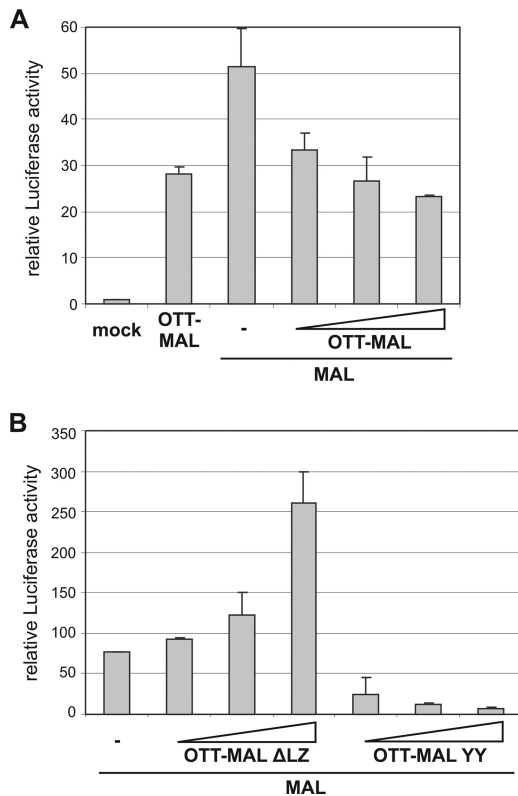 A
60
50
40
30
20
10
0
relative Luciferase activity
mock
OTT-
MAL
-
OTT-MAL
MAL
B
350
300
250
200
150
100
50
0
relative Luciferase activity
-
OTT-MAL ΔLZ
OTT-MAL YY
MAL